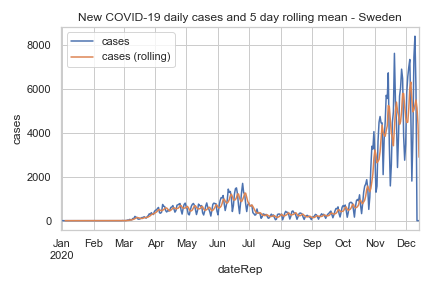 New COVID-19 daily cases and 5 day rolling mean - Sweden
cases
cases (rolling)
8000
6000
4000
2000
0
cases
Jan Feb Mar Apr May Jun Jul Aug Sep Oct Nov Dec
2020
dateRep